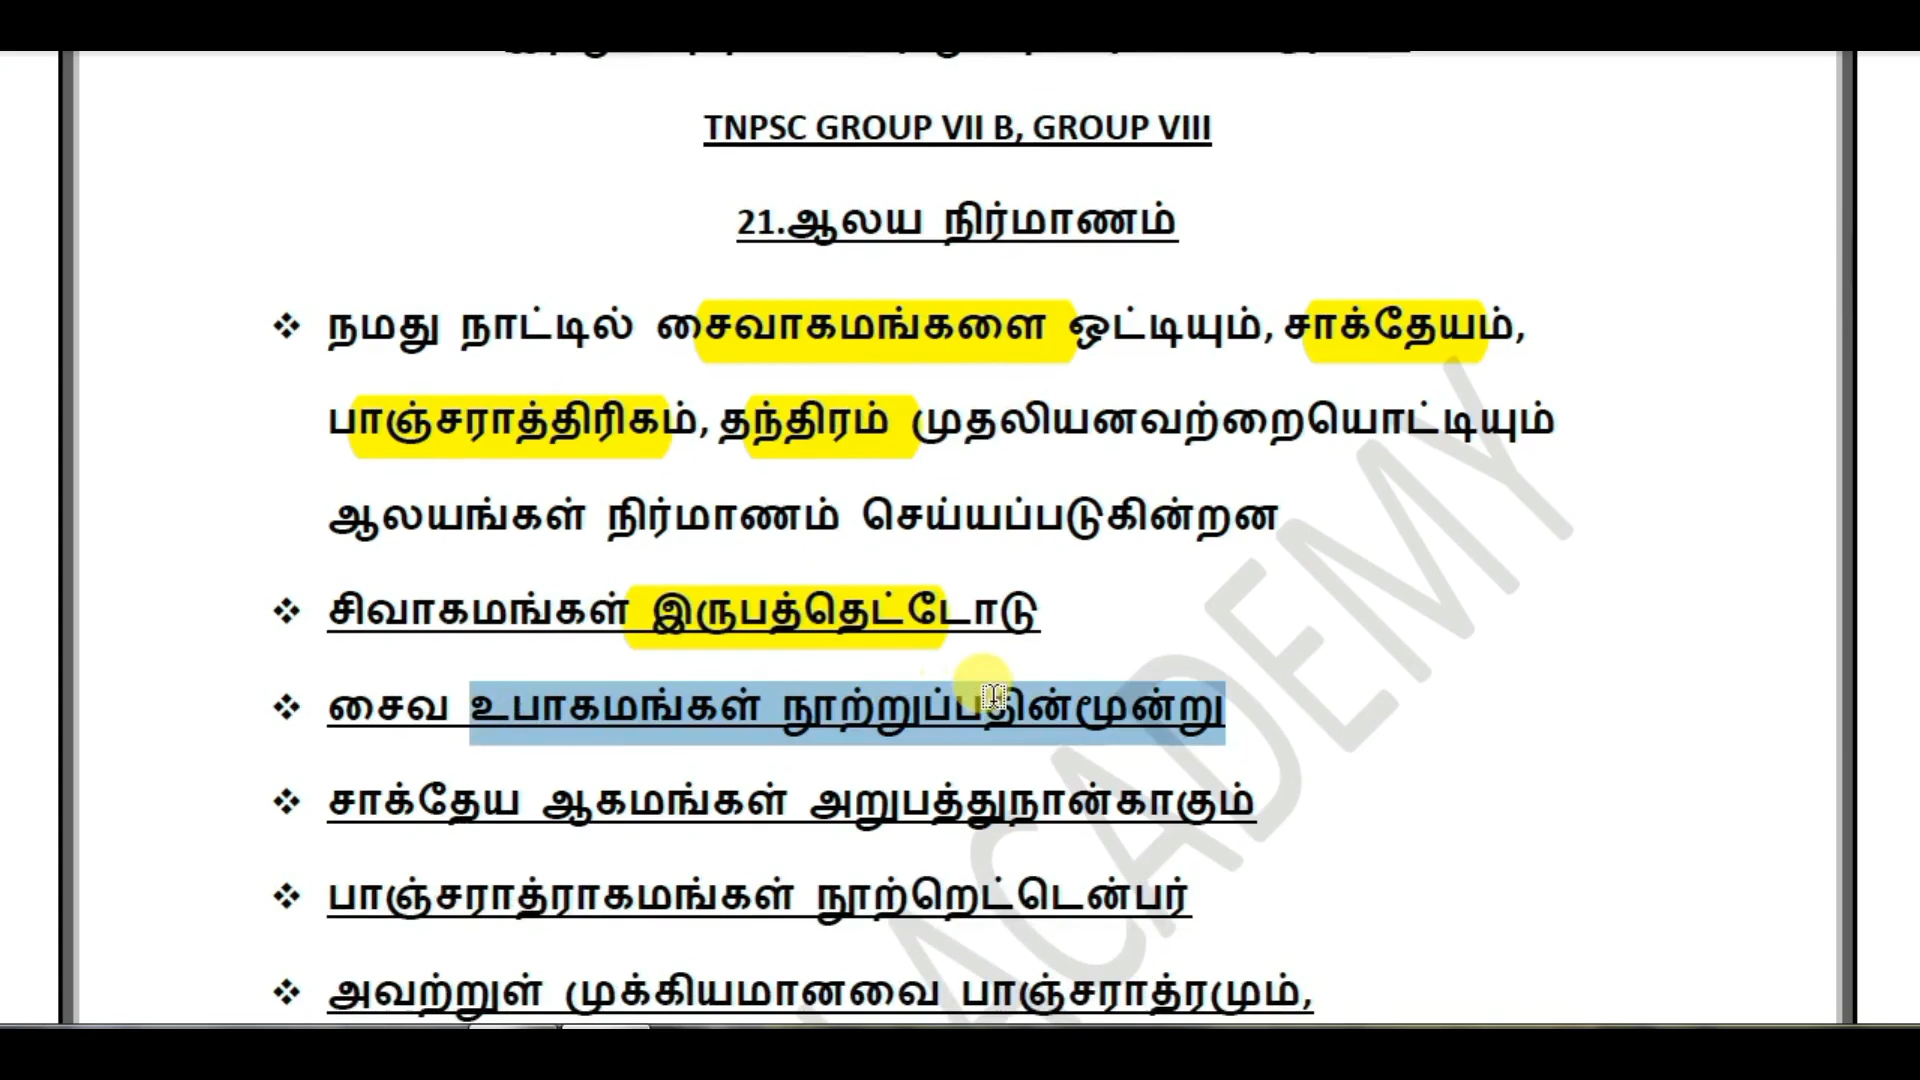 TNPSC GROUP VII B, GROUP VIII
21.ஆலய நிர்மாணம்
❖ நமது நாட்டில் சைவாகமங்களை ஒட்டியும், சாக்தேயம்,
பாஞ்சராத்திரிகம், தந்திரம் முதலியனவற்றையொட்டியும்
ஆலயங்கள் நிர்மாணம் செய்யப்படுகின்றன
❖ சிவாகமங்கள் இருபத்தெட்டோடு
❖ சைவ உபாகமங்கள் நூற்றுப்பதின்மூன்று
❖ சாக்தேய ஆகமங்கள் அறுபத்துநான்காகும்
❖ பாஞ்சராத்ராகமங்கள் நூற்றெட்டென்பர்
❖ அவற்றுள் முக்கியமானவை பாஞ்சராத்ரமும்,
ACADEMY